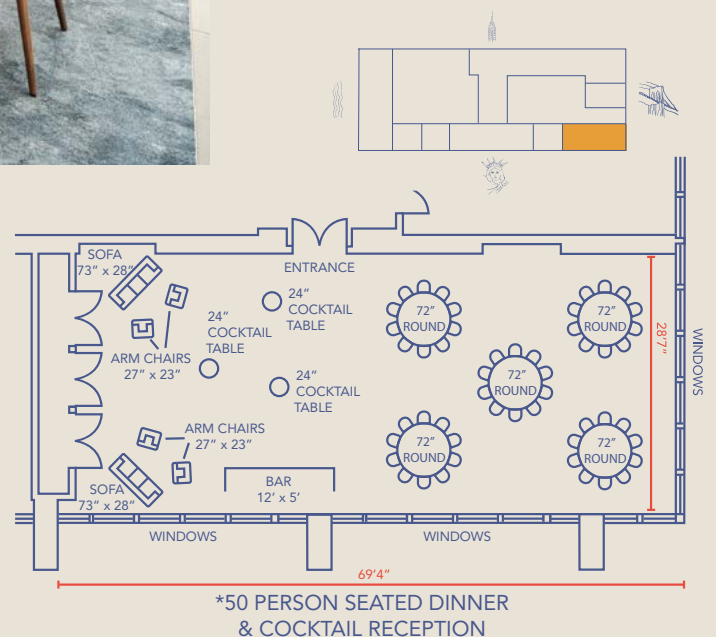 SOFA
73" x 28"
ENTRANCE
24"
COCKTAIL
TABLE
24"
COCKTAIL
TABLE
72"
ROUND
72"
ROUND
28'7"
WINDOWS
ARM CHAIRS
27" x 23"
24"
COCKTAIL
TABLE
72"
ROUND
ARM CHAIRS
27" x 23"
72"
ROUND
72"
ROUND
SOFA
73" x 28"
BAR
12' x 5'
WINDOWS
WINDOWS
69'4"
*50 PERSON SEATED DINNER
& COCKTAIL RECEPTION